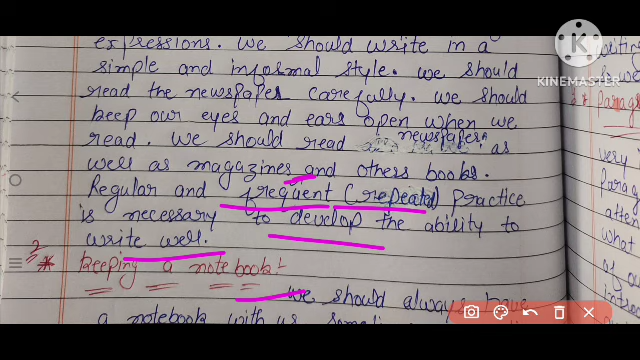 expressions. We should write in a
simple and informal style. We should
read the newspaper carefully. We should
keep our eyes and ears open when we
read. We should read newspapers as
well as magazines and others books.
Regular and frequent (repeated) practice
is necessary to develop the ability to
write well.
2 * Keeping a notebook:-
We should always have
a notebook with us
KINEMASTER